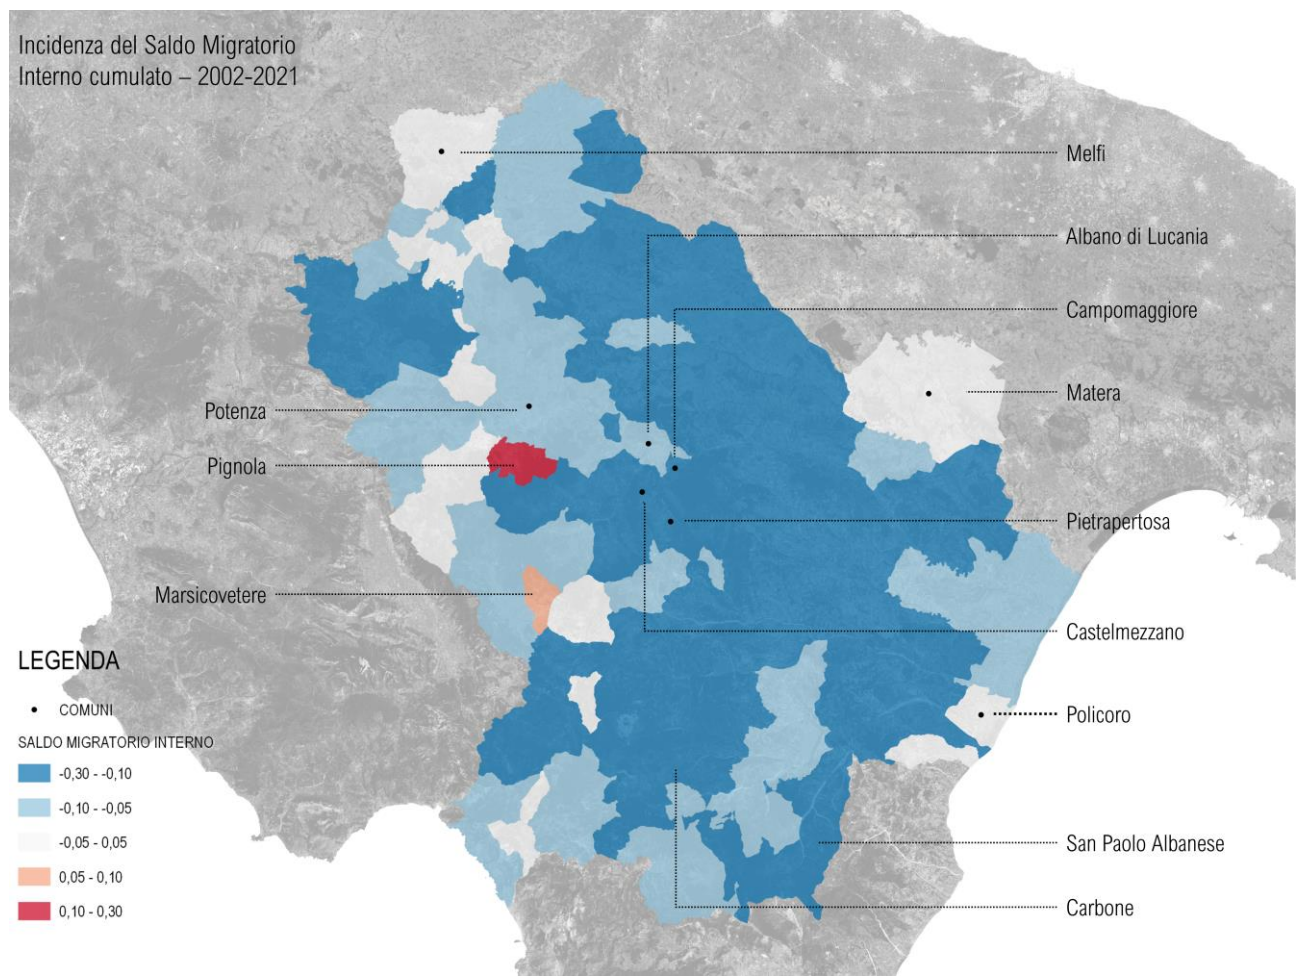 Incidenza del Saldo Migratorio
Interno cumulato – 2002-2021
Melfi
Albano di Lucania
Campomaggiore
Matera
Potenza
Pignola
Pietrapertosa
Marsicovetere
Castelmezzano
Policoro
San Paolo Albanese
Carbone
LEGENDA
COMUNI
SALDO MIGRATORIO INTERNO
-0,30 - -0,10
-0,10 - -0,05
-0,05 - 0,05
0,05 - 0,10
0,10 - 0,30